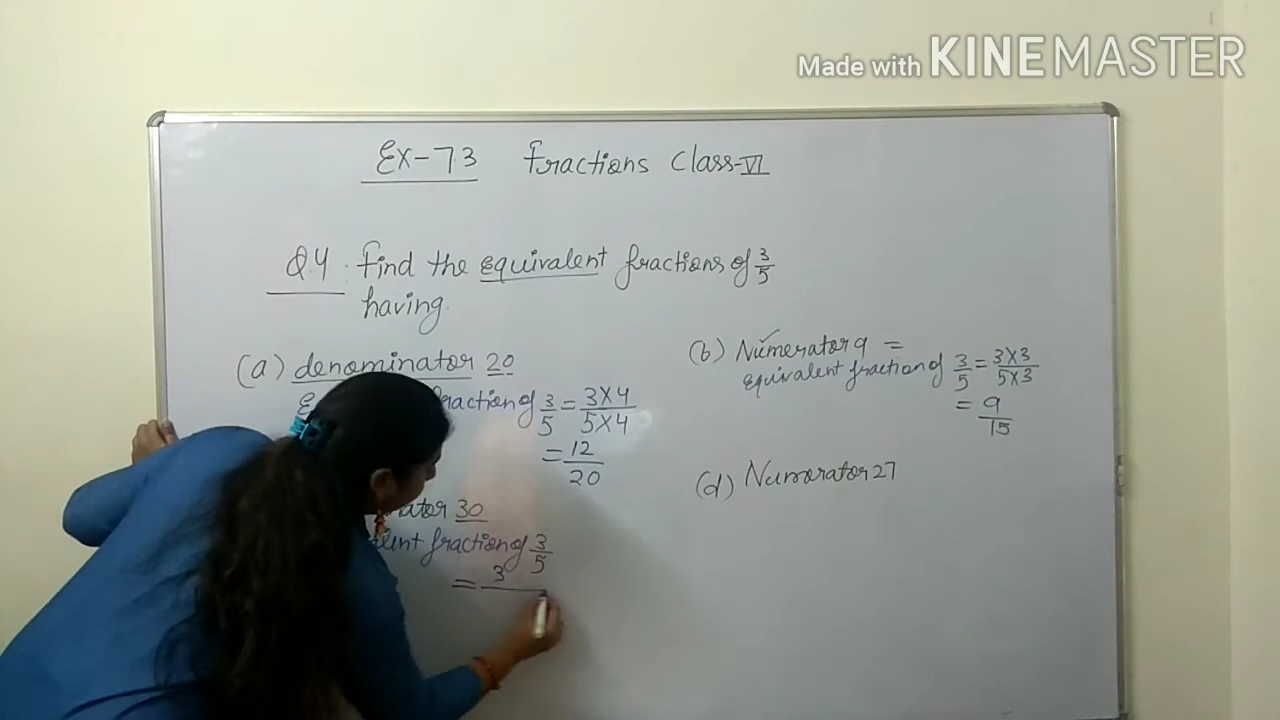 Made with KINEMASTER
Ex-73 Fractions Class-VI
Q.4. Find the equivalent fractions of 3/5
having.
(a) denominator 20
fraction of 3/5 = 3X4/5X4
= 12/20
30
fraction of 3/5
= 3
(b) Numerator 9 =
equivalent fraction of 3/5 = 3X3/5X3
= 9/15
(d) Numerator 27